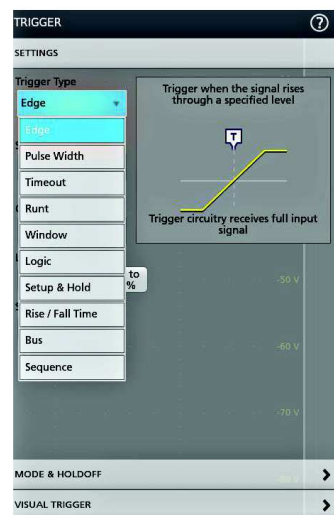 TRIGGER
?
SETTINGS
Trigger Type
Edge
Edge
Pulse Width
Timeout
Runt
Window
Logic
Setup & Hold
Rise / Fall Time
Bus
Sequence
Trigger when the signal rises
through a specified level
T
Trigger circuitry receives full input
signal
to
%
-50 V
-60 V
-70 V
MODE & HOLDOFF
VISUAL TRIGGER